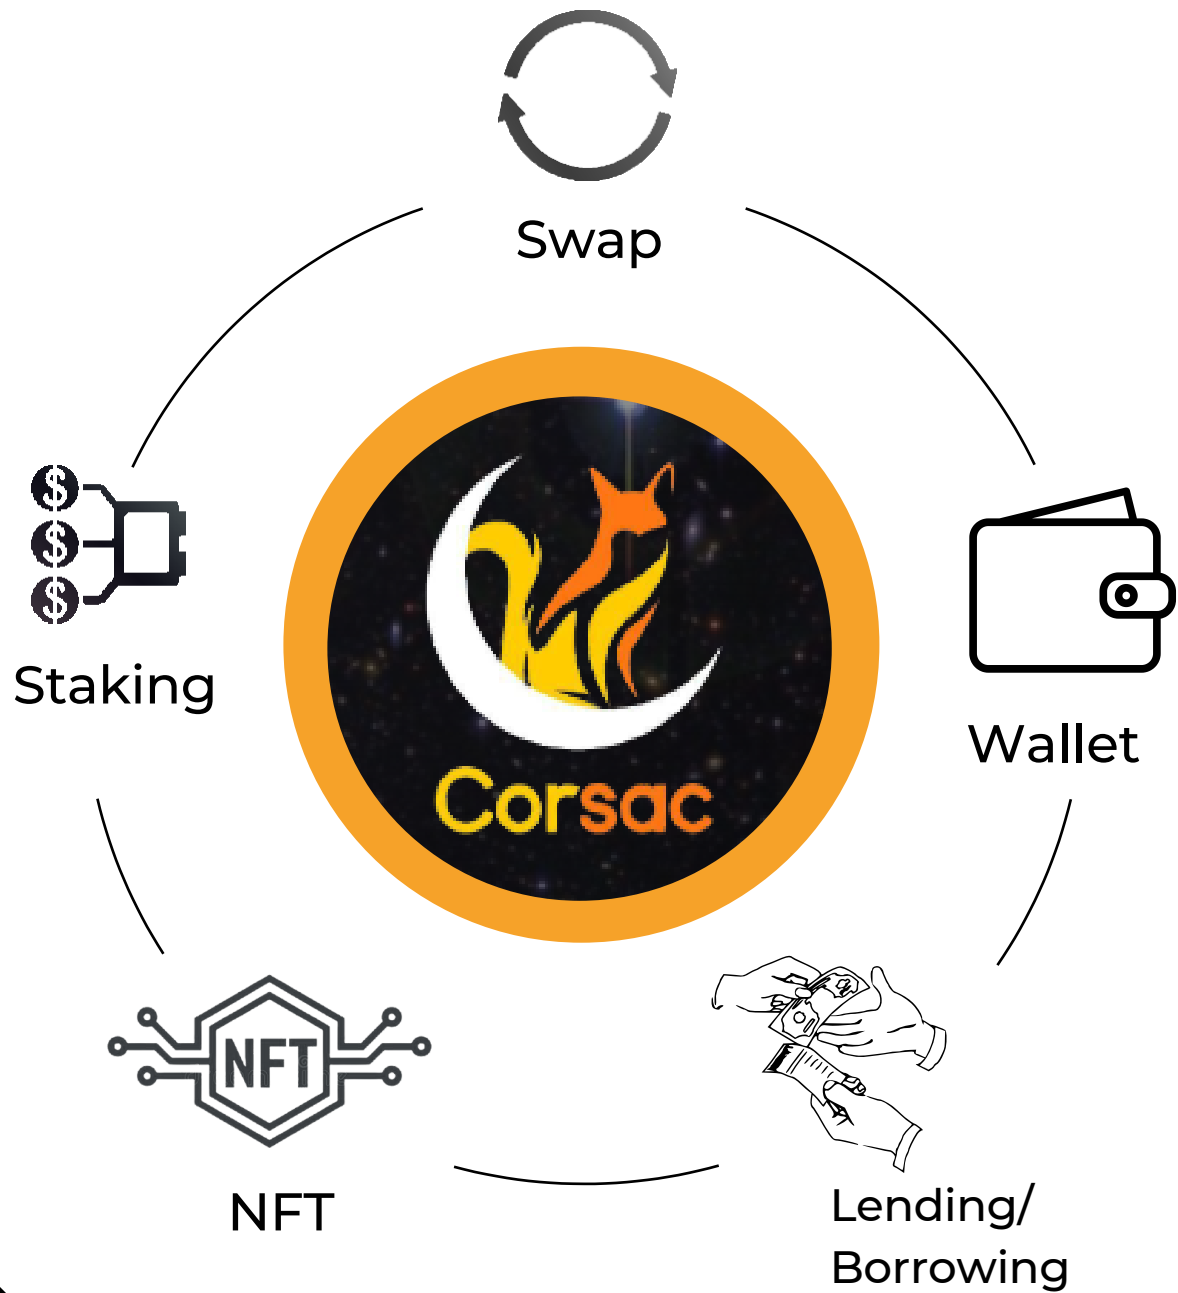 Swap
Staking
Wallet
Corsac
NFT
NFT
Lending/
Borrowing